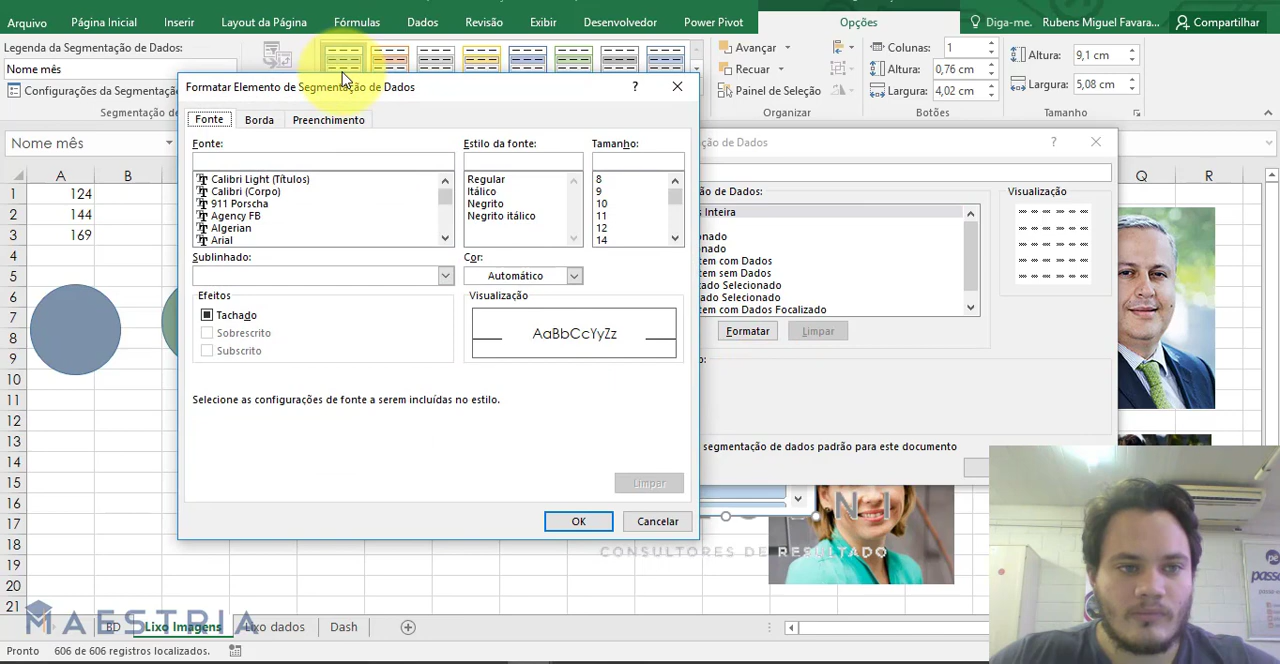 Arquivo Página Inicial Inserir Layout da Página Fórmulas Dados Revisão Exibir Desenvolvedor Power Pivot Opções Diga-me. Rubens Miguel Favara... Compartilhar
Legenda da Segmentação de Dados:
Nome mês
Configurações da Segmentação
Segmentação de
Avançar
Recuar
Painel de Seleção
Organizar
Colunas: 1
Altura: 0,76 cm
Largura: 4,02 cm
Botões
Altura: 9,1 cm
Largura: 5,08 cm
Tamanho
Nome mês
Formatar Elemento de Segmentação de Dados ?
Fonte Borda Preenchimento
Fonte: Estilo da fonte: Tamanho:
Calibri Light (Títulos) Regular 8
Calibri (Corpo) Itálico 9
911 Porscha Negrito 10
Agency FB Negrito itálico 11
Algerian 12
Arial 14
Sublinhado: Cor:
Automático
Efeitos Visualização
Tachado
Sobrescrito
Subscrito
AaBbCcYyZz
Selecione as configurações de fonte a serem incluídas no estilo.
Limpar
OK Cancelar
ção de Dados ?
ão de Dados: Visualização
s Inteira
onado
onado
tem com Dados
tem sem Dados
ado Selecionado
ado Selecionado
tem com Dados Focalizado
Formatar Limpar
o:
segmentação de dados padrão para este documento
A B Q R
1 124
2 144
3 169
4
5
6
7
8
9
10
11
12
13
14
15
16
17
18
19
20
21
N I
CONSULTORES DE RESULTADO
MAESTRIA
BD Lixo Imagens Lixo dados Dash
Pronto 606 de 606 registros localizados.